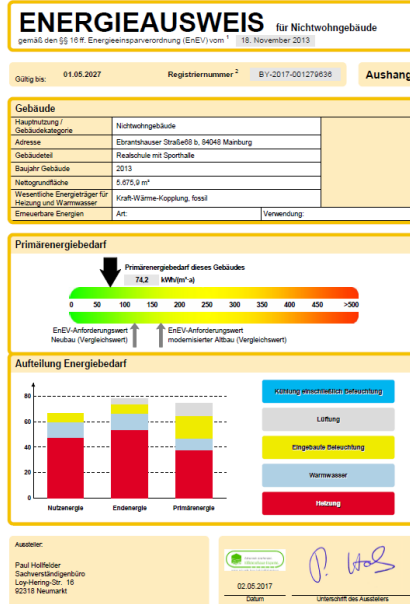 ENERGIEAUSWEIS für Nichtwohngebäude
gemäß den §§ 16 ff. Energieeinsparverordnung (EnEV) vom ¹ 18. November 2013
Gültig bis: 01.05.2027 Registriernummer ² BY-2017-001279636 Aushang
Gebäude
Hauptnutzung / Gebäudekategorie Nichtwohngebäude
Adresse Ebrantshauser Straße68 b, 84048 Mainburg
Gebäudeteil Realschule mit Sporthalle
Baujahr Gebäude 2013
Nettogrundfläche 5.675,9 m²
Wesentliche Energieträger für Heizung und Warmwasser Kraft-Wärme-Kopplung, fossil
Erneuerbare Energien Art: Verwendung:
Primärenergiebedarf
Primärenergiebedarf dieses Gebäudes
74,2 kWh/(m²·a)
0 50 100 150 200 250 300 350 400 450 >500
EnEV-Anforderungswert EnEV-Anforderungswert
Neubau (Vergleichswert) modernisierter Altbau (Vergleichswert)
Aufteilung Energiebedarf
Kühlung einschließlich Befeuchtung
80
Lüftung
60
Eingebaute Beleuchtung
40
Warmwasser
20
Heizung
0
Nutzenergie Endenergie Primärenergie
Aussteller:
Paul Hollfelder
Sachverständigenbüro
Loy-Hering-Str. 16
92318 Neumarkt
02.05.2017
Datum Unterschrift des Ausstellers